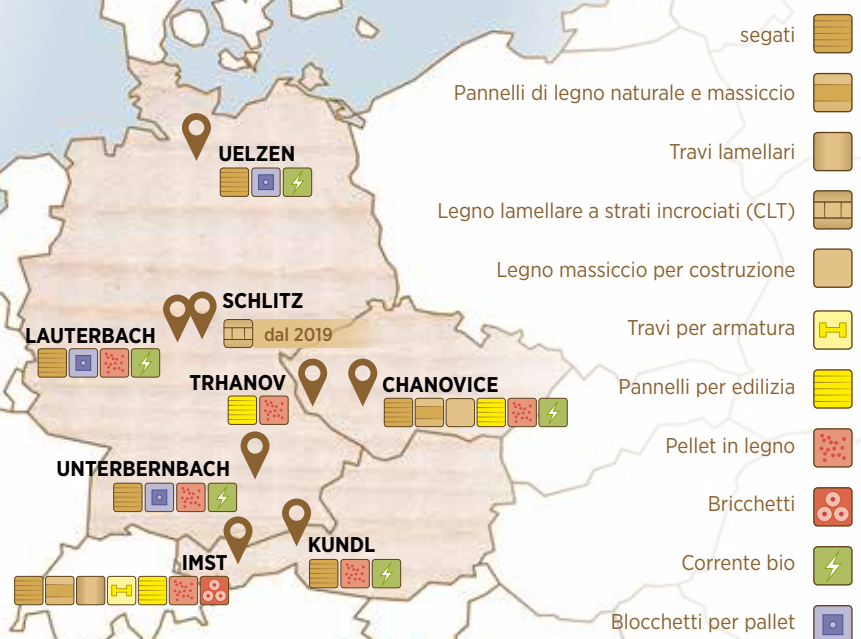 segati
Pannelli di legno naturale e massiccio
Travi lamellari
Legno lamellare a strati incrociati (CLT)
Legno massiccio per costruzione
Travi per armatura
Pannelli per edilizia
Pellet in legno
Bricchetti
Corrente bio
Blocchetti per pallet
UELZEN
SCHLITZ
dal 2019
LAUTERBACH
TRHANOV
CHANOVICE
UNTERBERNBACH
IMST
KUNDL